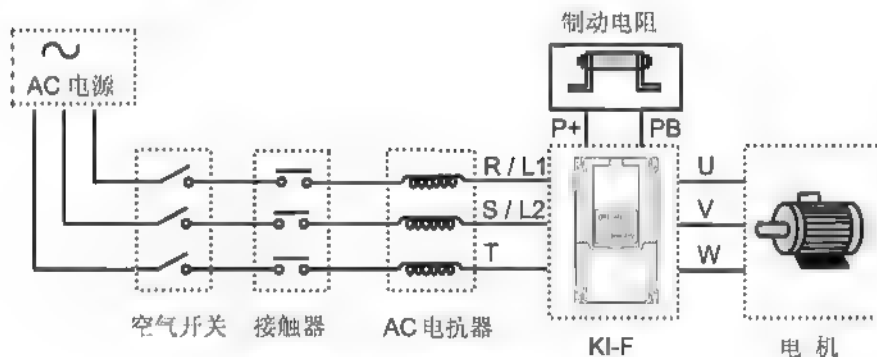 制动电阻
AC 电源
P+ PB
R / L1 U
S / L2 V
T W
空气开关 接触器 AC 电抗器 KI-F 电 机